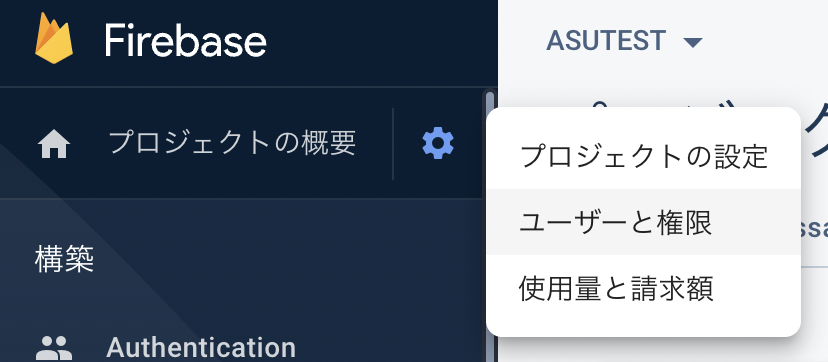 Firebase
ASUTEST
プロジェクトの概要
プロジェクトの設定
ユーザーと権限
使用量と請求額
構築
Authentication